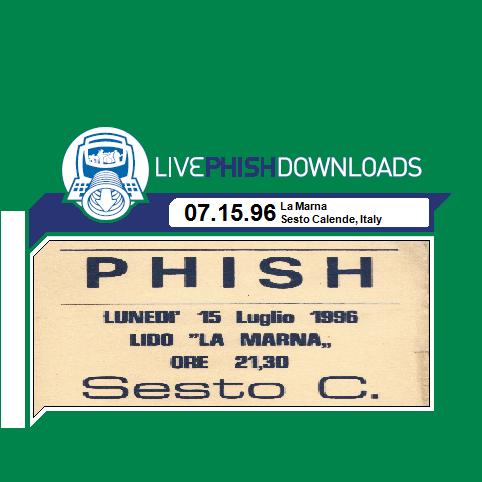 LIVEPHISHDOWNLOADS
07.15.96
La Marna
Sesto Calende, Italy
PHISH
LUNEDI' 15 Luglio 1996
LIDO "LA MARNA„
ORE 21,30
Sesto C.